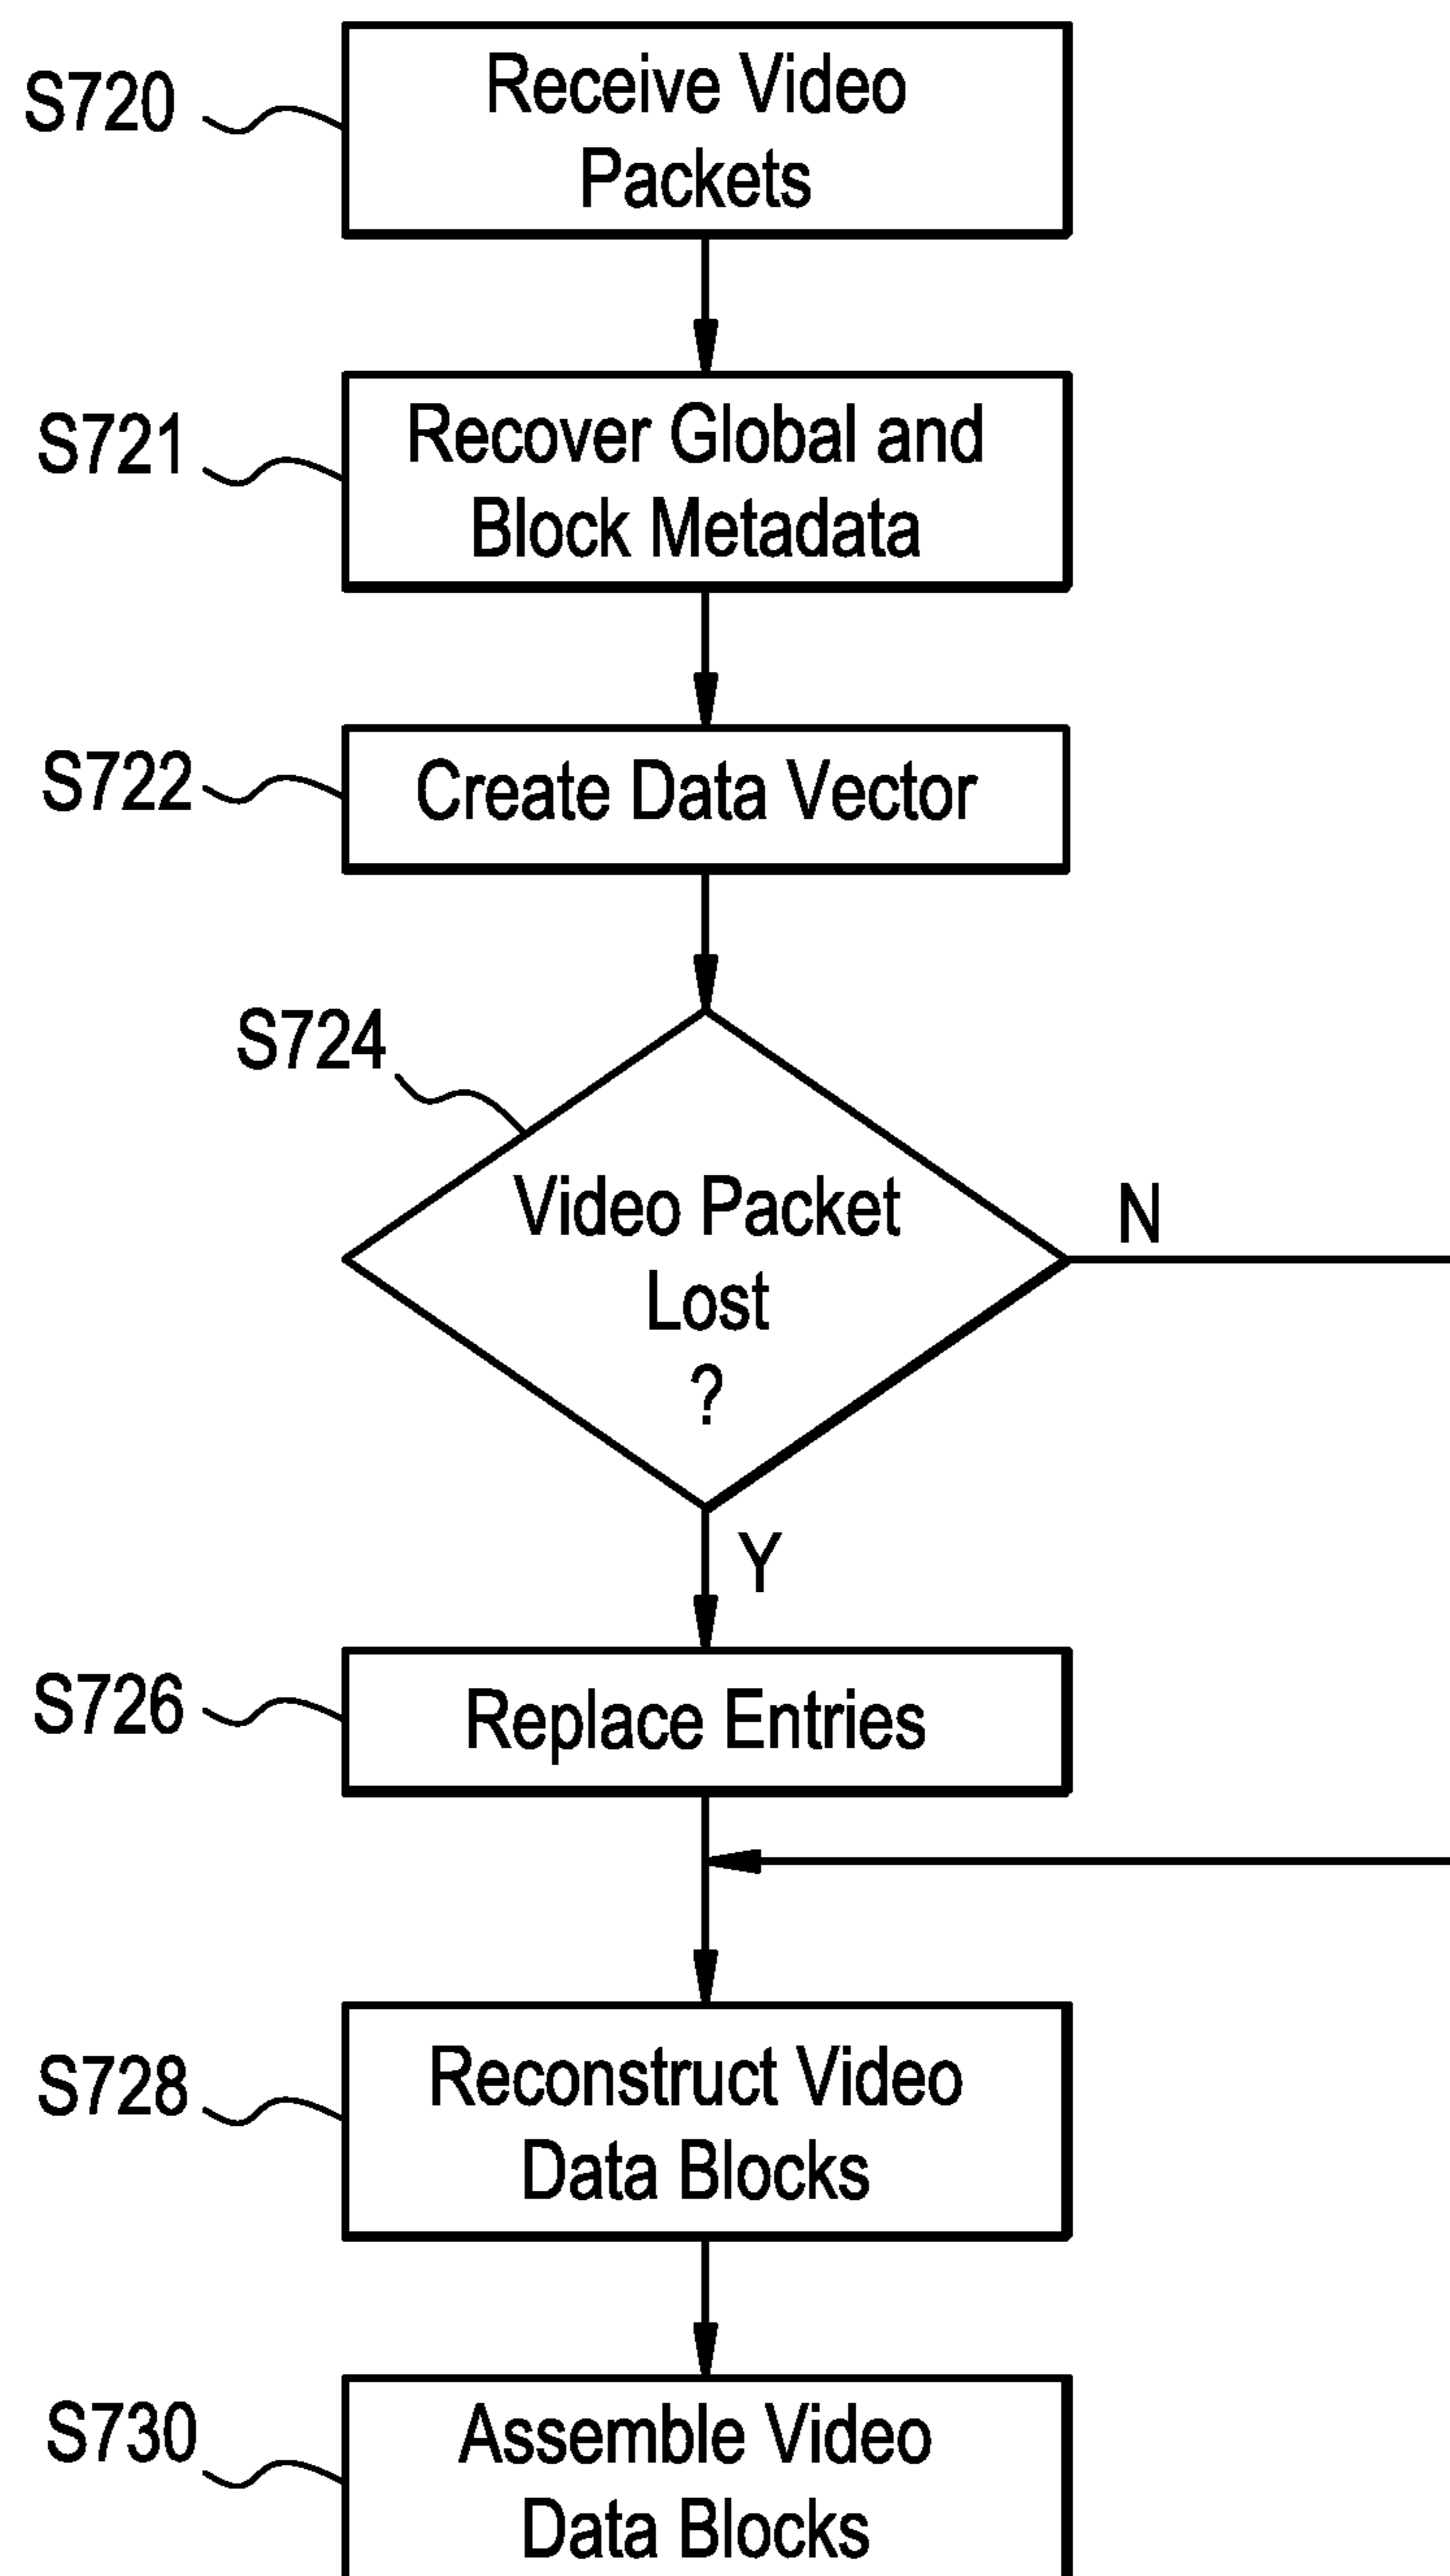 S720
Receive Video
Packets
S721
Recover Global and
Block Metadata
S722
Create Data Vector
S724
Video Packet
Lost
?
N
Y
S726
Replace Entries
S728
Reconstruct Video
Data Blocks
S730
Assemble Video
Data Blocks